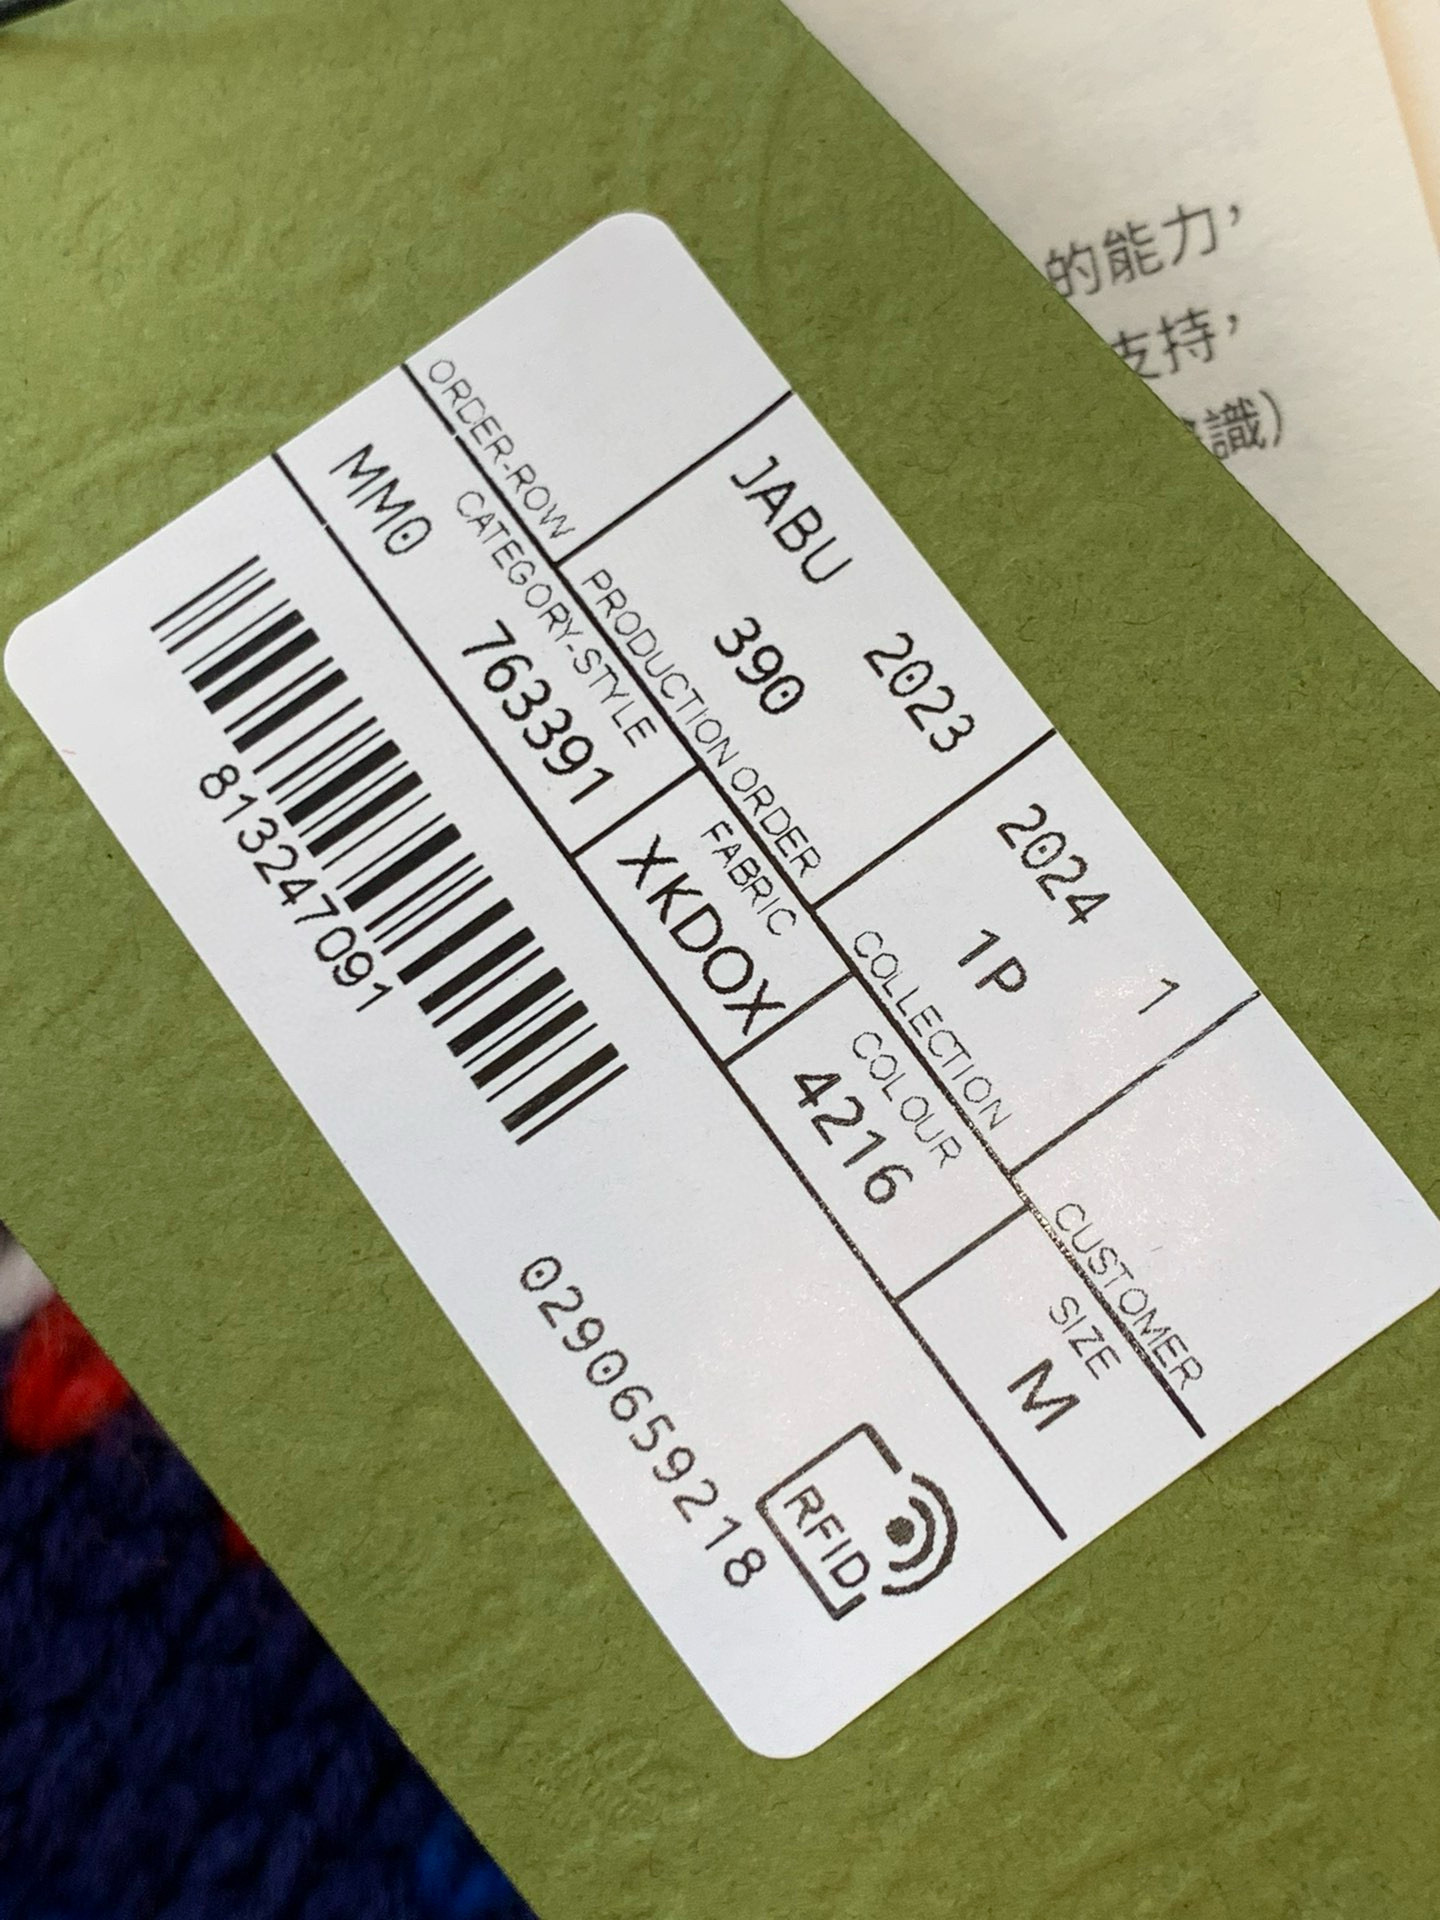 ORDER-ROW
PRODUCTION ORDER
JABU 2023
390
COLLECTION
2024 1
1P
CUSTOMER
CATEGORY-STYLE
MM0 763391
FABRIC
XKDOX
COLOUR
4216
SIZE
M
813247091
0290659218
RFID
的能力，
支持，
識）